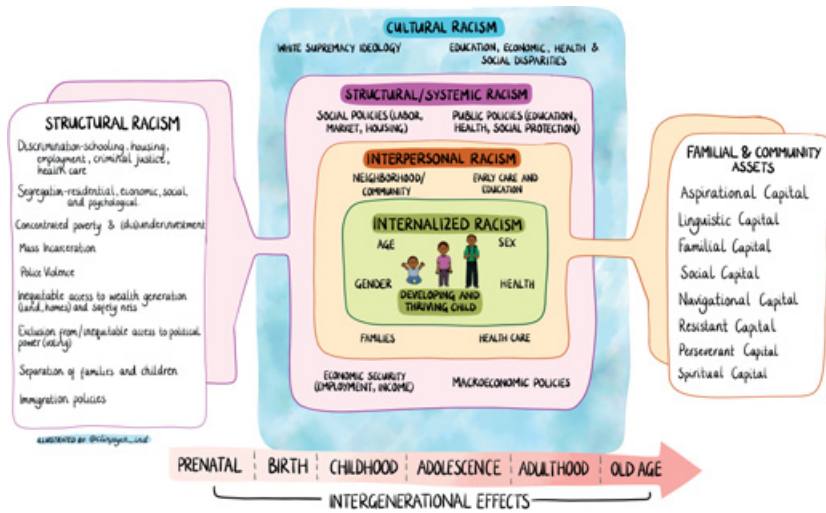 CULTURAL RACISM
WHITE SUPREMACY IDEOLOGY
EDUCATION, ECONOMIC, HEALTH &
SOCIAL DISPARITIES
STRUCTURAL/SYSTEMIC RACISM
SOCIAL POLICIES (LABOR,
MARKET, HOUSING)
PUBLIC POLICIES (EDUCATION,
HEALTH, SOCIAL PROTECTION)
INTERPERSONAL RACISM
NEIGHBORHOOD/
COMMUNITY
EARLY CARE AND
EDUCATION
INTERNALIZED RACISM
AGE
SEX
GENDER
HEALTH
DEVELOPING AND
THRIVING CHILD
FAMILIES
HEALTH CARE
ECONOMIC SECURITY
(EMPLOYMENT, INCOME)
MACROECONOMIC POLICIES
STRUCTURAL RACISM
Discrimination-schooling, housing,
employment, criminal justice,
health care
Segregation-residential, economic, social,
and psychological
Concentrated poverty & (dis)underinvestment
Mass Incarceration
Police Violence
Inequitable access to wealth generation
(land, homes) and safety nets
Exclusion from/inequitable access to political
power (voting)
Separation of families and children
Immigration policies
ILLUSTRATED BY
FAMILIAL & COMMUNITY
ASSETS
Aspirational Capital
Linguistic Capital
Familial Capital
Social Capital
Navigational Capital
Resistant Capital
Perseverant Capital
Spiritual Capital
PRENATAL
BIRTH
CHILDHOOD
ADOLESCENCE
ADULTHOOD
OLD AGE
INTERGENERATIONAL EFFECTS